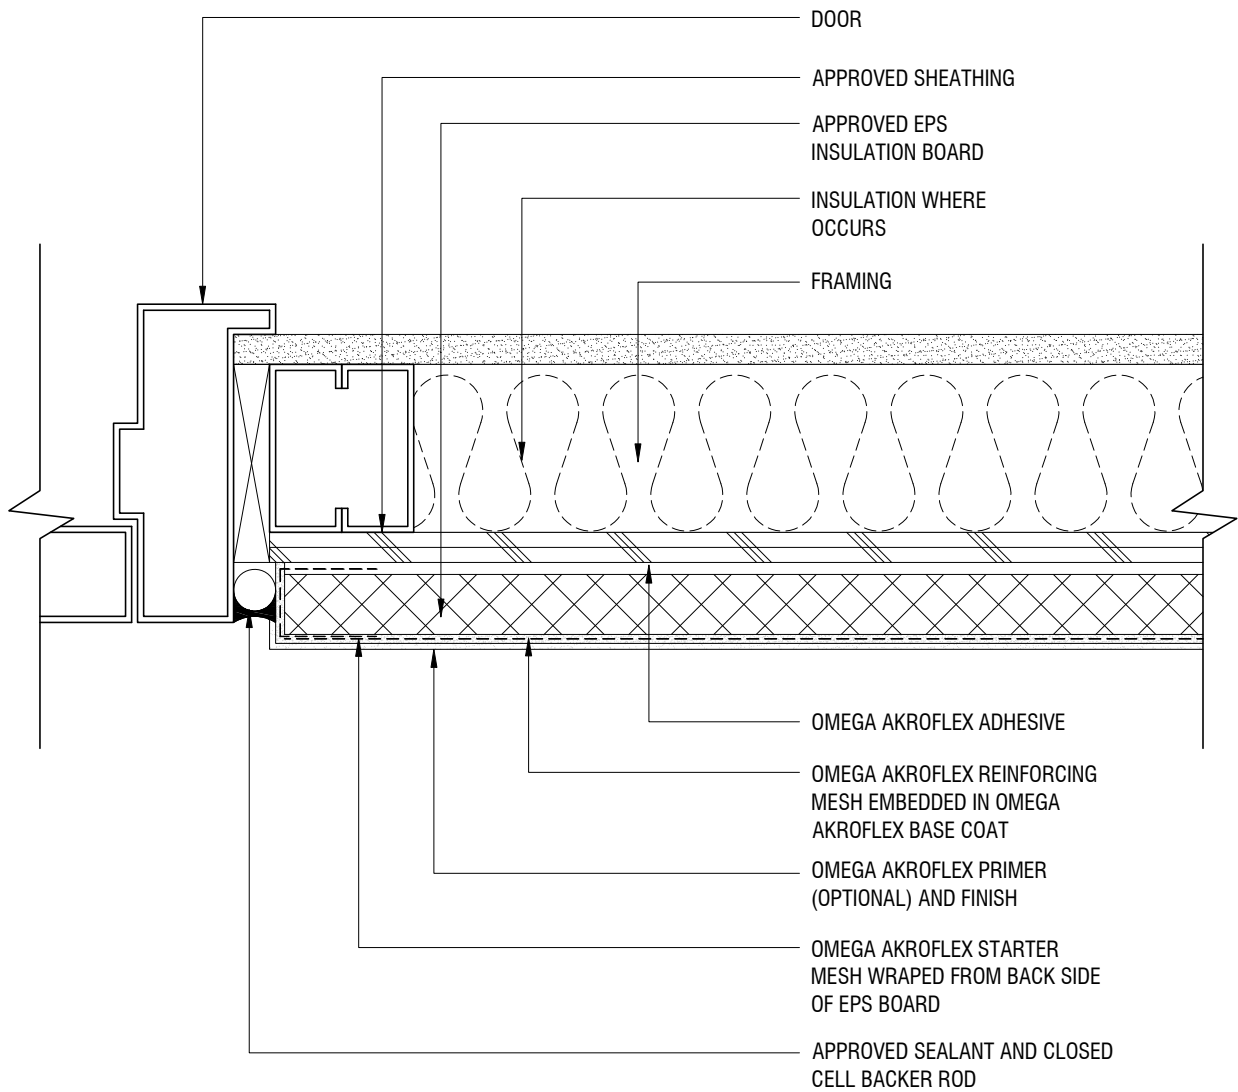 DOOR
APPROVED SHEATHING
APPROVED EPS
INSULATION BOARD
INSULATION WHERE
OCCURS
FRAMING
OMEGA AKROFLEX ADHESIVE
OMEGA AKROFLEX REINFORCING
MESH EMBEDDED IN OMEGA
AKROFLEX BASE COAT
OMEGA AKROFLEX PRIMER
(OPTIONAL) AND FINISH
OMEGA AKROFLEX STARTER
MESH WRAPED FROM BACK SIDE
OF EPS BOARD
APPROVED SEALANT AND CLOSED
CELL BACKER ROD